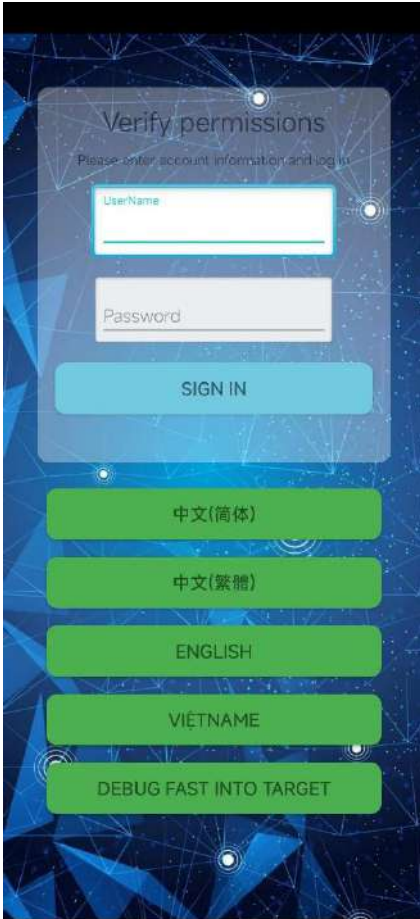 Verify permissions
Please enter account information and log in
UserName
Password
SIGN IN
中文(简体)
中文(繁體)
ENGLISH
VIỆTNAME
DEBUG FAST INTO TARGET